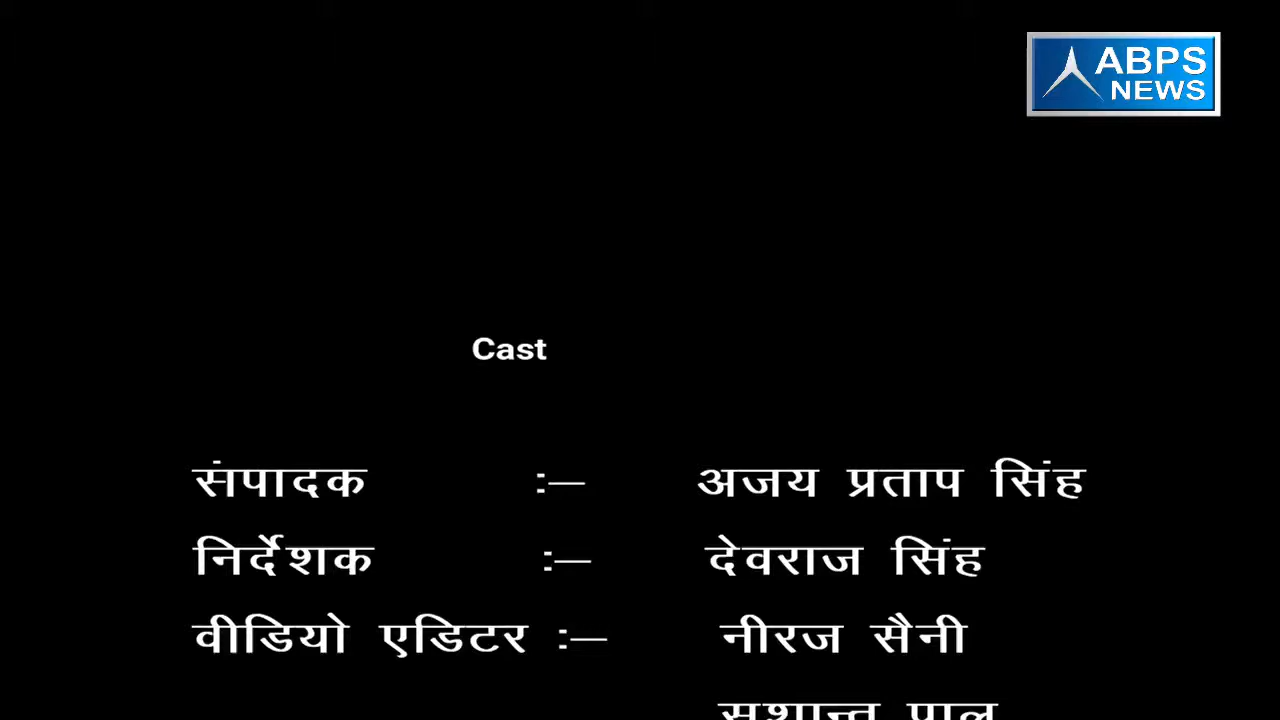 ABPS
NEWS
Cast
संपादक :— अजय प्रताप सिंह
निर्देशक :— देवराज सिंह
वीडियो एडिटर :— नीरज सैनी